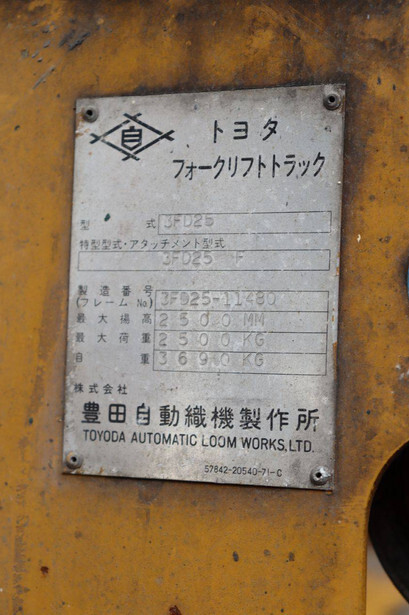 自 トヨタ
フォークリフトトラック
型式 3FD25
特型型式・アタッチメント型式
3FD25 F
製造番号
(フレームNo.) 3FD25-11480
最大揚高 2500MM
最大荷重 2500KG
自重 3690KG
株式会社
豊田自動織機製作所
TOYODA AUTOMATIC LOOM WORKS,LTD.
57842-20540-71-C